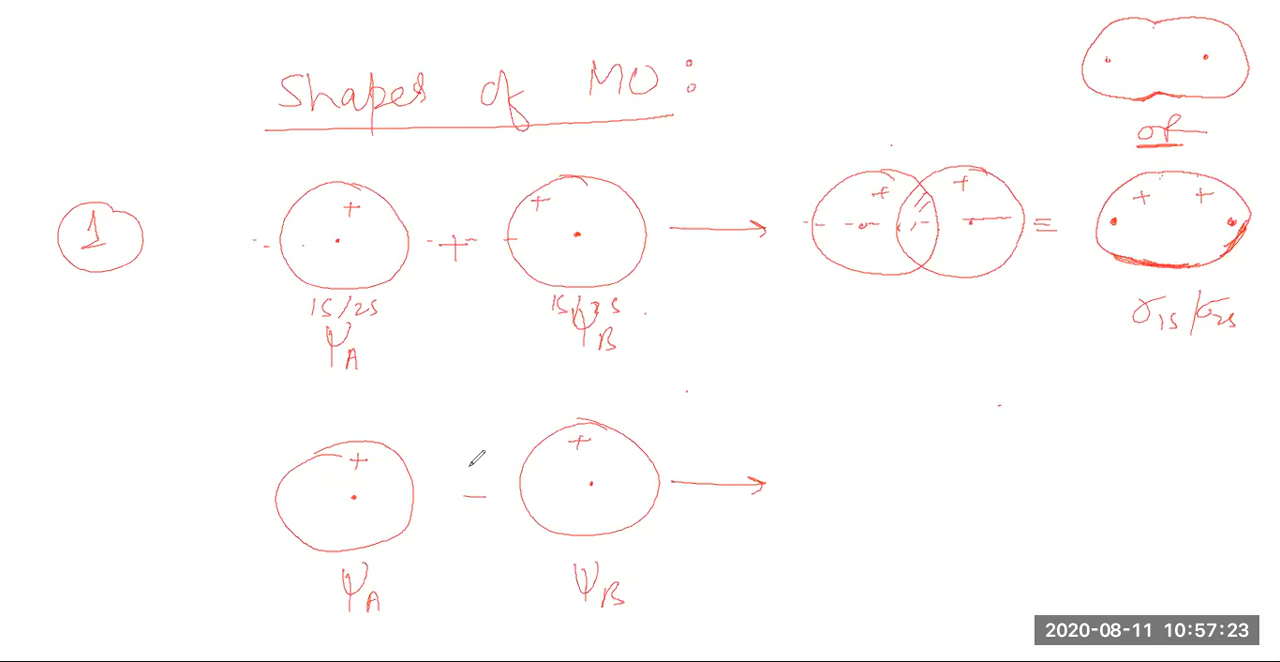 Shapes of MO:
or
1
+ + + → + + ≡ + +
1s/2s 1s/2s
σ1s/σ2s
ψA ψB
+ - + →
ψA ψB
2020-08-11 10:57:23